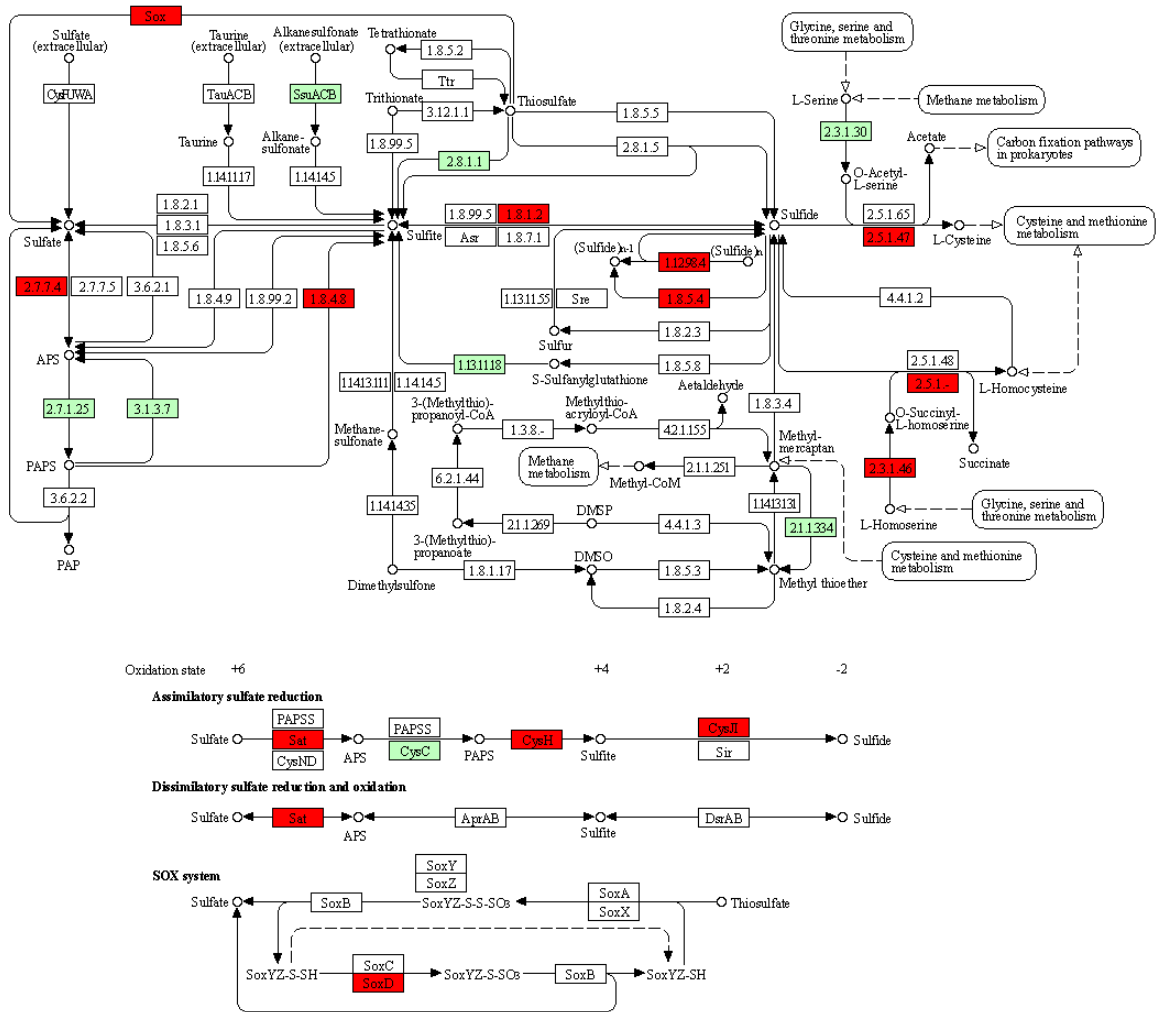 Sox
Sulfate
(extracellular)
Taurine
(extracellular)
Alkanesulfonate
(extracellular)
Tetrathionate
1.8.5.2
Ttr
Glycine, serine and
threonine metabolism
TauACB
SsuACB
Trithionate
3.12.1.1
Thiosulfate
1.8.5.5
L-Serine
Methane metabolism
2.3.1.30
Acetate
Carbon fixation pathways
in prokaryotes
Taurine
Alkane-
sulfonate
1.8.99.5
2.8.1.1
2.8.1.5
1.14.11.17
1.14.14.5
O-Acetyl-
L-serine
1.8.2.1
1.8.3.1
1.8.5.6
Sulfate
1.8.99.5
1.8.1.2
Asr
1.8.7.1
Sulfite
Sulfide
2.5.1.65
2.5.1.47
L-Cysteine
Cysteine and methionine
metabolism
(Sulfide)n-1
1.12.98.4
(Sulfide)n
2.7.7.4
2.7.7.5
3.6.2.1
1.8.4.9
1.8.99.2
1.8.4.8
1.13.11.55
Sre
1.8.5.4
4.4.1.2
1.8.2.3
Sulfur
APS
1.13.11.18
1.8.5.8
S-Sulfanylglutathione
2.5.1.48
2.5.1.-
L-Homocysteine
1.14.13.111
1.14.14.5
Aetaldehyde
2.7.1.25
3.1.3.7
3-(Methylthio)-
propanoyl-CoA
Methylthio-
acryloyl-CoA
1.8.3.4
O-Succinyl-
L-homoserine
Methane-
sulfonate
1.3.8.-
4.2.1.155
Methyl-
mercaptan
Succinate
PAPS
Methane
metabolism
Methyl-CoM
2.1.1.251
2.3.1.46
6.2.1.44
3.6.2.2
1.14.14.35
1.14.13.131
L-Homoserine
Glycine, serine and
threonine metabolism
2.1.1.269
DMSP
4.4.1.3
2.1.1.334
3-(Methylthio)-
propanoate
PAP
DMSO
Cysteine and methionine
metabolism
Dimethylsulfone
1.8.1.17
1.8.5.3
Methyl thioether
1.8.2.4
Oxidation state +6 +4 +2 -2
Assimilatory sulfate reduction
PAPSS
PAPSS
CysJI
Sulfate Sat APS CysC PAPS CysH Sulfite Sir Sulfide
CysND
Dissimilatory sulfate reduction and oxidation
Sulfate Sat APS AprAB Sulfite DsrAB Sulfide
SOX system
SoxY
SoxZ
SoxA
SoxX
Sulfate SoxB SoxYZ-S-S-SO3 Thiosulfate
SoxC
SoxYZ-S-SH SoxD SoxYZ-S-SO3 SoxB SoxYZ-SH